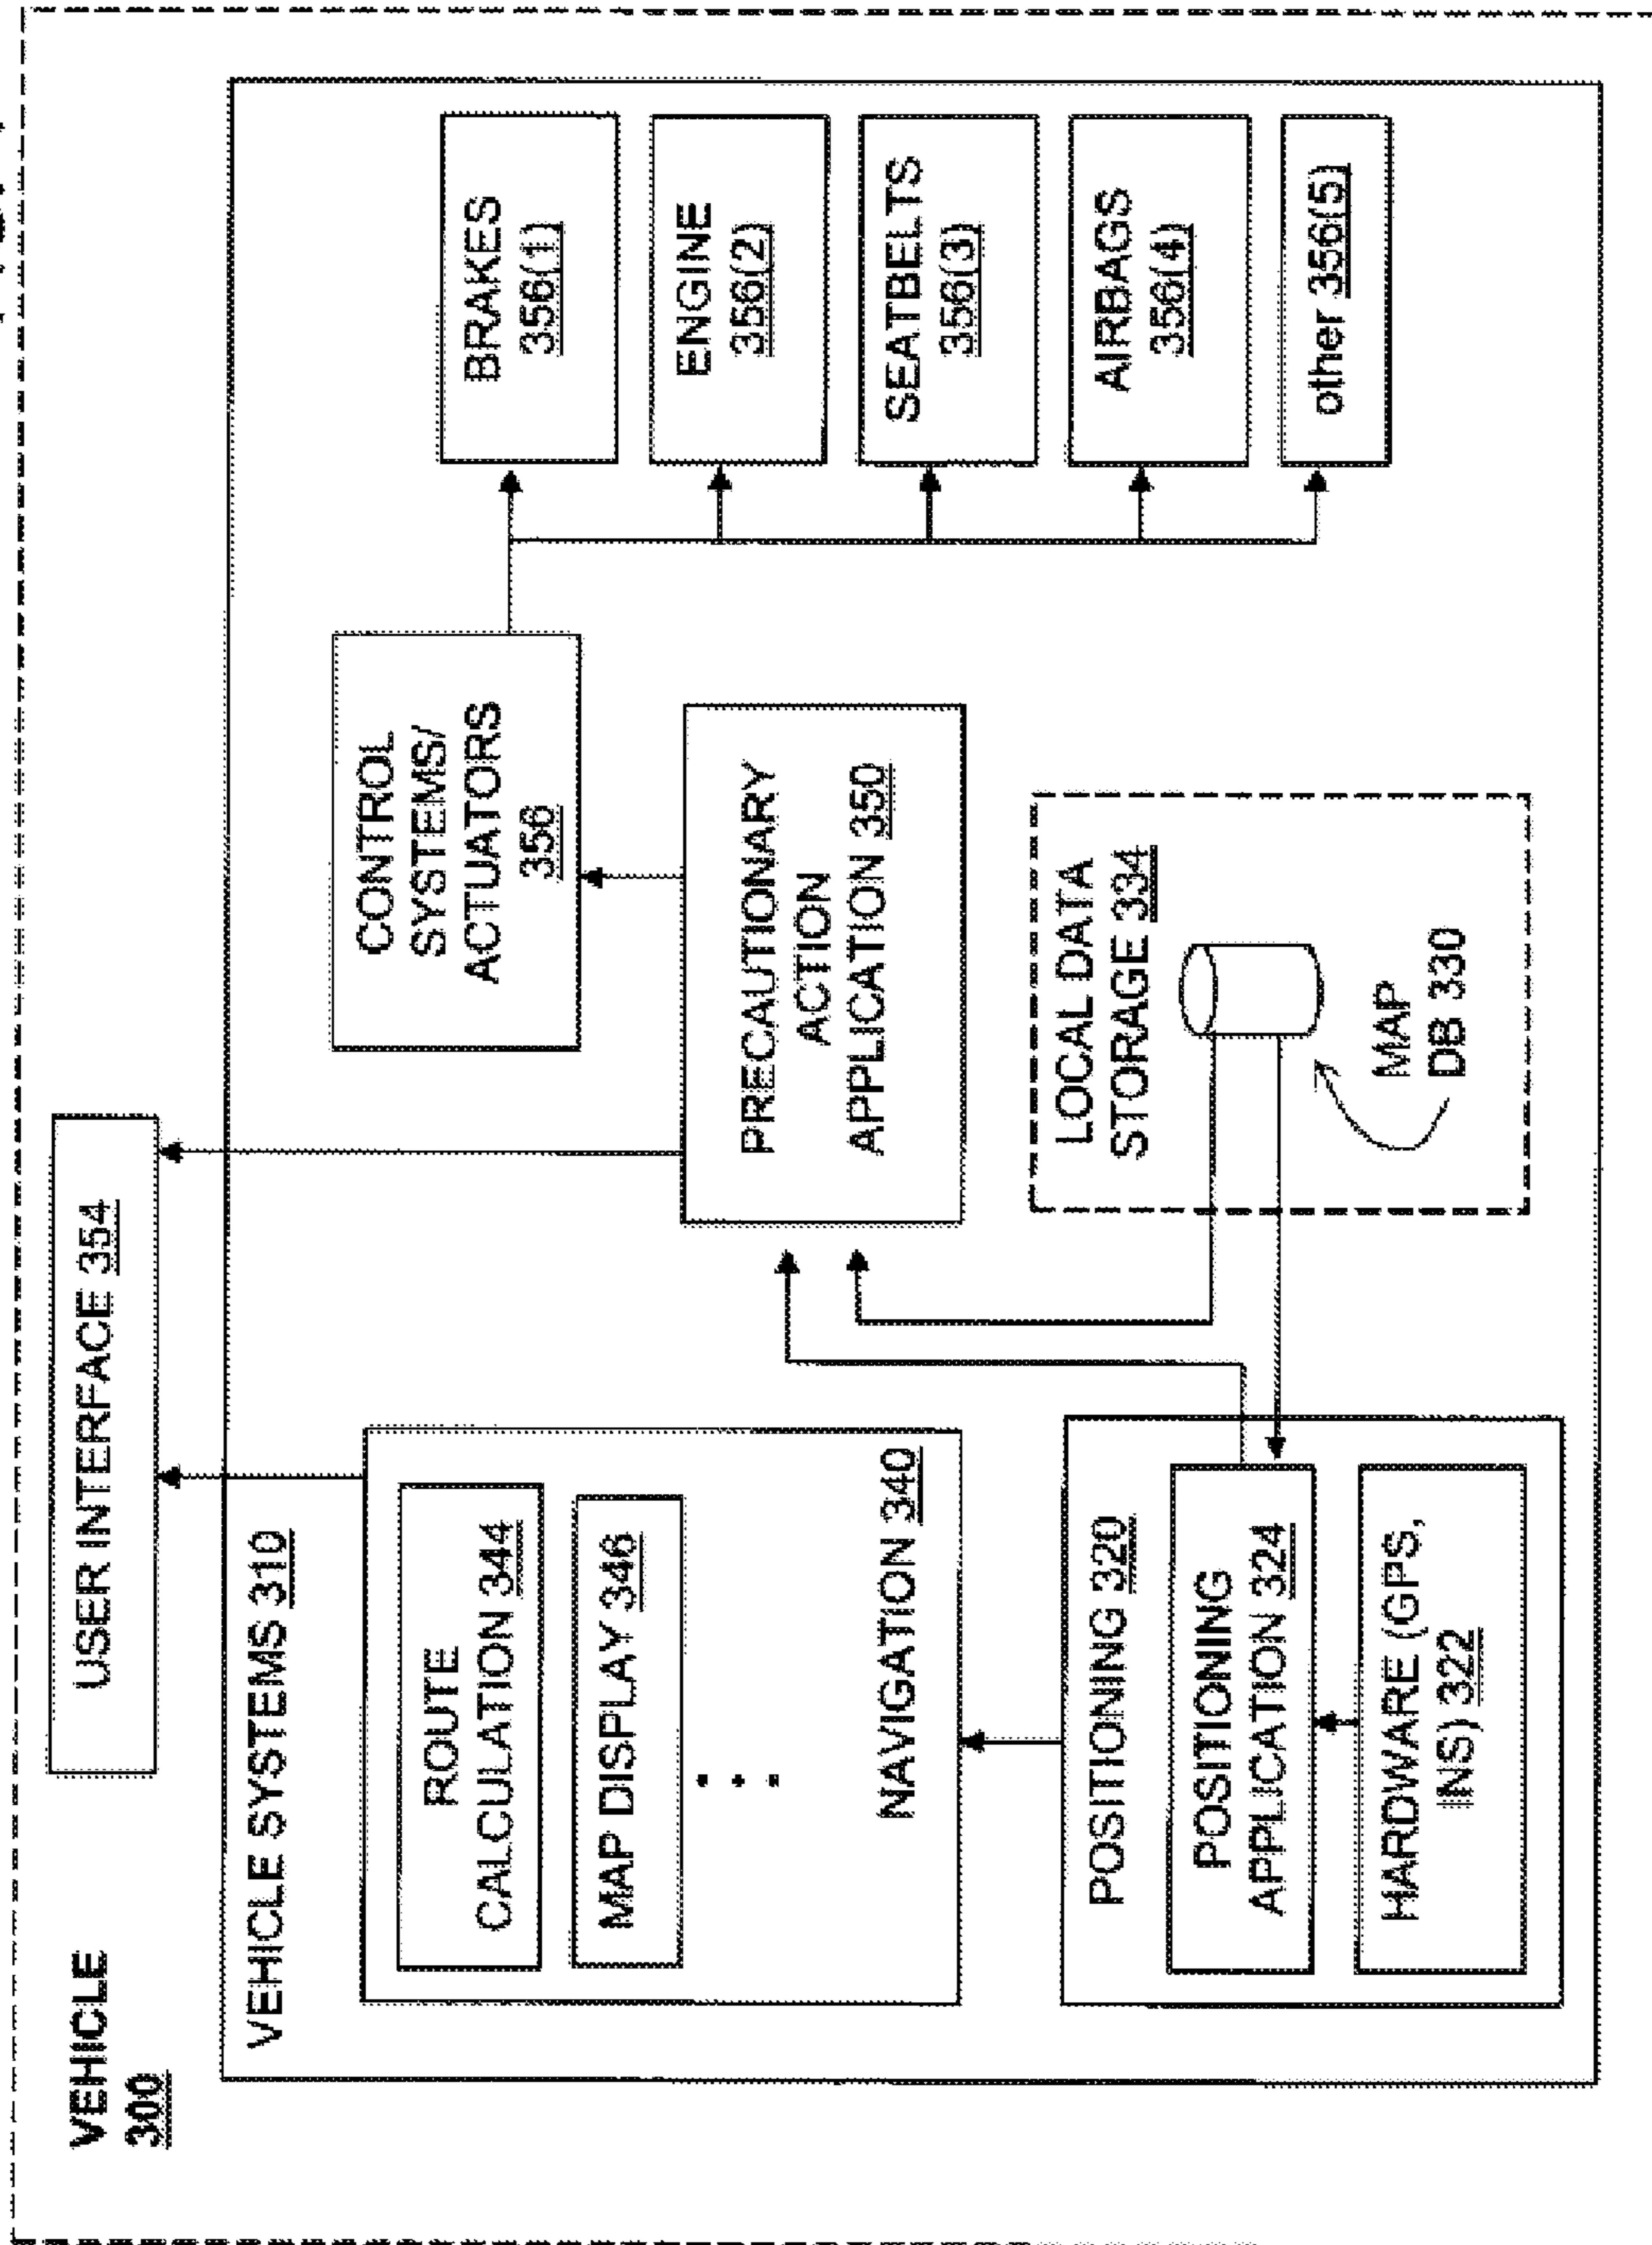 VEHICLE
300
USER INTERFACE 354
VEHICLE SYSTEMS 310
ROUTE
CALCULATION 344
MAP DISPLAY 346
NAVIGATION 340
POSITIONING 320
POSITIONING
APPLICATION 324
HARDWARE (GPS,
INS) 322
CONTROL
SYSTEMS/
ACTUATORS
356
PRECAUTIONARY
ACTION
APPLICATION 350
LOCAL DATA
STORAGE 334
MAP
DB 330
BRAKES
356(1)
ENGINE
356(2)
SEATBELTS
356(3)
AIRBAGS
356(4)
other 356(5)